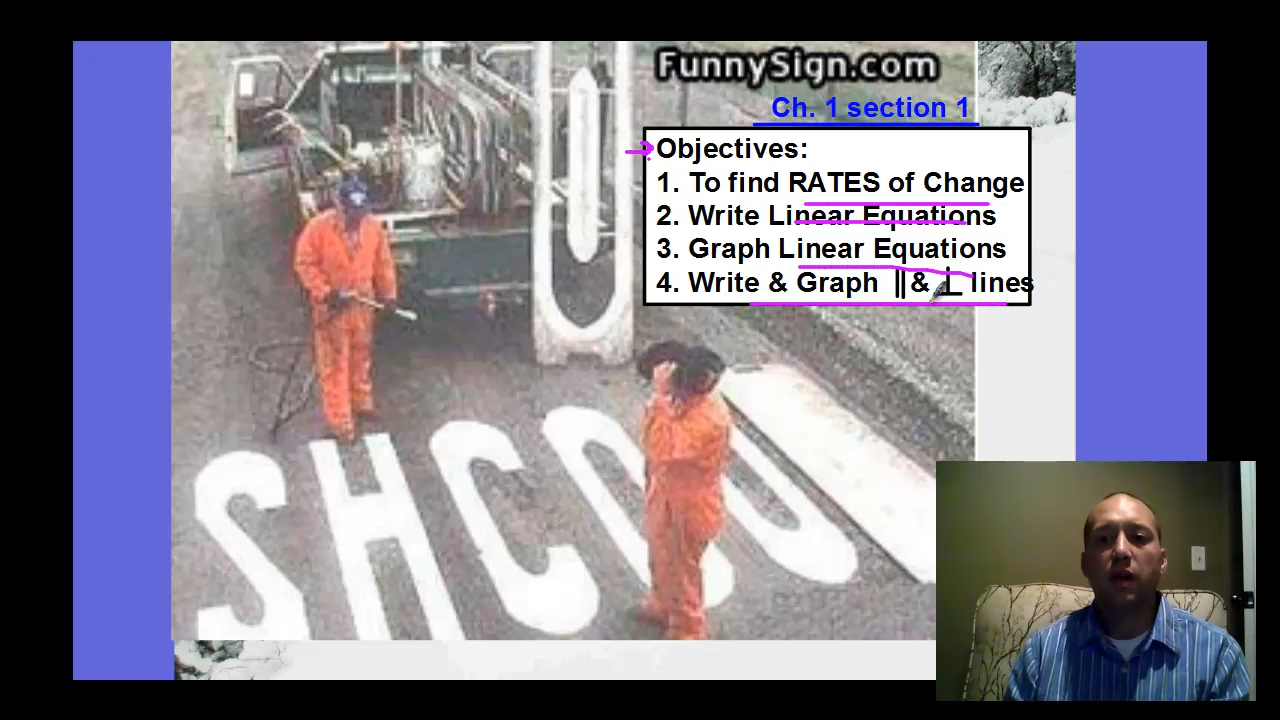 FunnySign.com
Ch. 1 section 1
Objectives:
1. To find RATES of Change
2. Write Linear Equations
3. Graph Linear Equations
4. Write & Graph ∥ & ⊥ lines
SHCOO